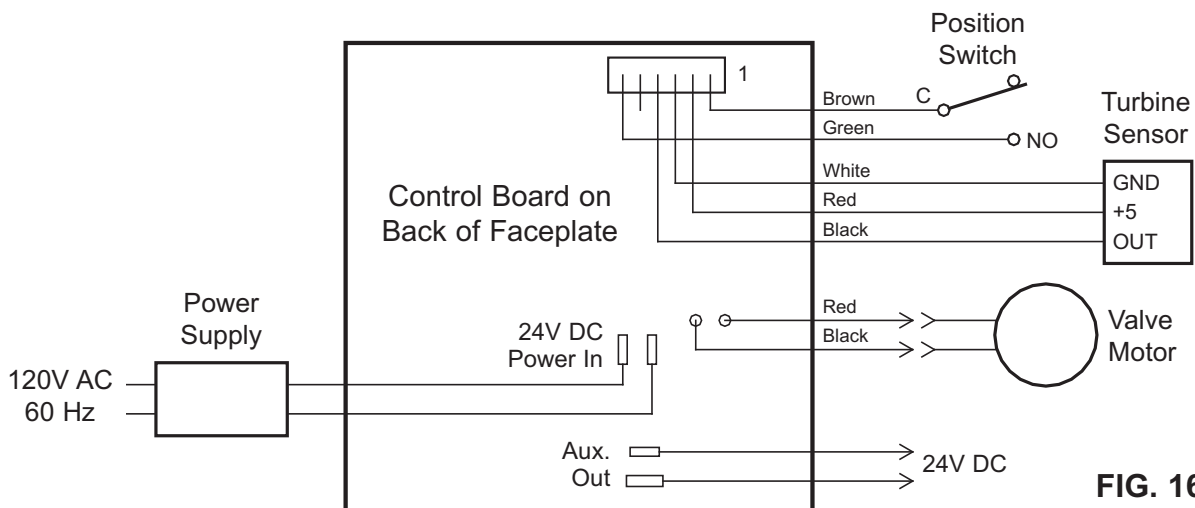 Position
Switch
1
Brown
C
Turbine
Sensor
Green
NO
White
GND
Control Board on
Back of Faceplate
Red
+5
Black
OUT
Power
Supply
24V DC
Power In
Red
Black
Valve
Motor
120V AC
60 Hz
Aux.
Out
24V DC
FIG. 16